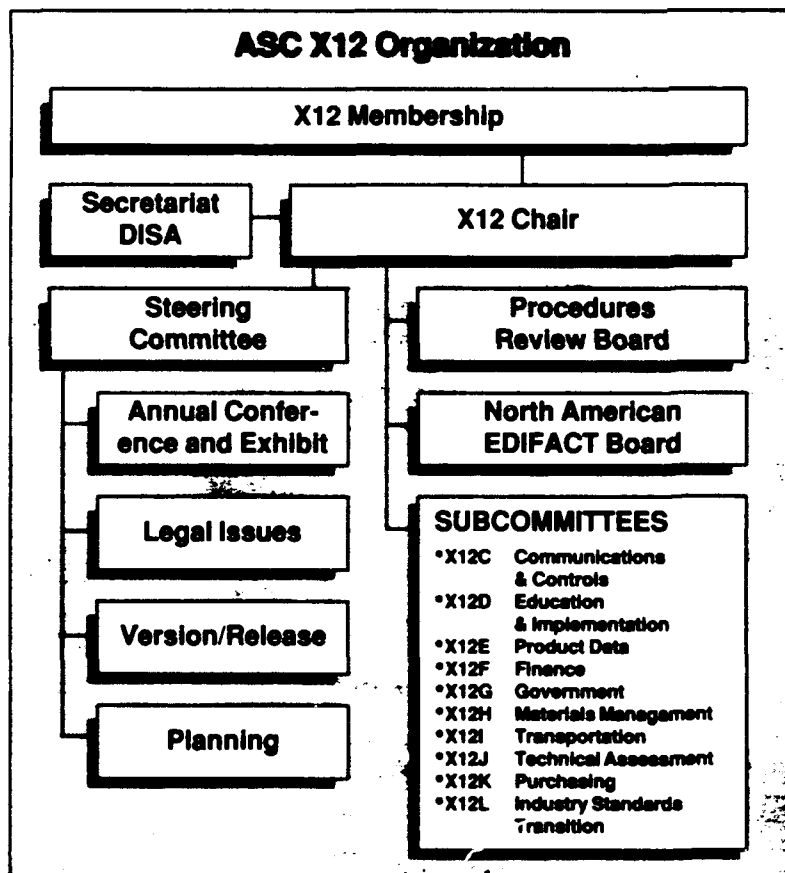 ASC X12 Organization
X12 Membership
Secretariat
DISA
X12 Chair
Steering
Committee
Procedures
Review Board
Annual Confer-
ence and Exhibit
North American
EDIFACT Board
Legal Issues
Version/Release
Planning
SUBCOMMITTEES
•X12C Communications
& Controls
•X12D Education
& Implementation
•X12E Product Data
•X12F Finance
•X12G Government
•X12H Materials Managament
•X12I Transportation
•X12J Technical Assessment
•X12K Purchasing
•X12L Industry Standards
Transition